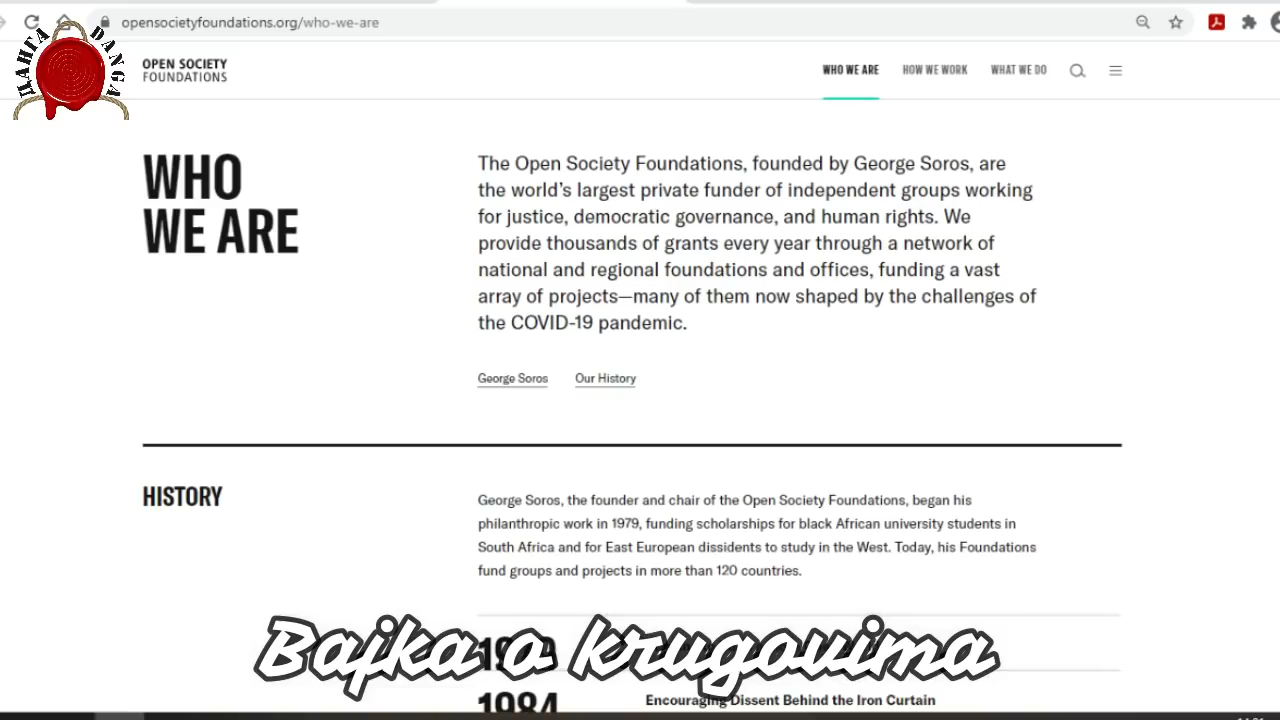 opensocietyfoundations.org/who-we-are
ПАНГА DANGA
OPEN SOCIETY
FOUNDATIONS
WHO WE ARE HOW WE WORK WHAT WE DO
WHO
WE ARE
The Open Society Foundations, founded by George Soros, are
the world’s largest private funder of independent groups working
for justice, democratic governance, and human rights. We
provide thousands of grants every year through a network of
national and regional foundations and offices, funding a vast
array of projects—many of them now shaped by the challenges of
the COVID-19 pandemic.
George Soros Our History
HISTORY
George Soros, the founder and chair of the Open Society Foundations, began his
philanthropic work in 1979, funding scholarships for black African university students in
South Africa and for East European dissidents to study in the West. Today, his Foundations
fund groups and projects in more than 120 countries.
Bajka o krugovima
1984 Encouraging Dissent Behind the Iron Curtain